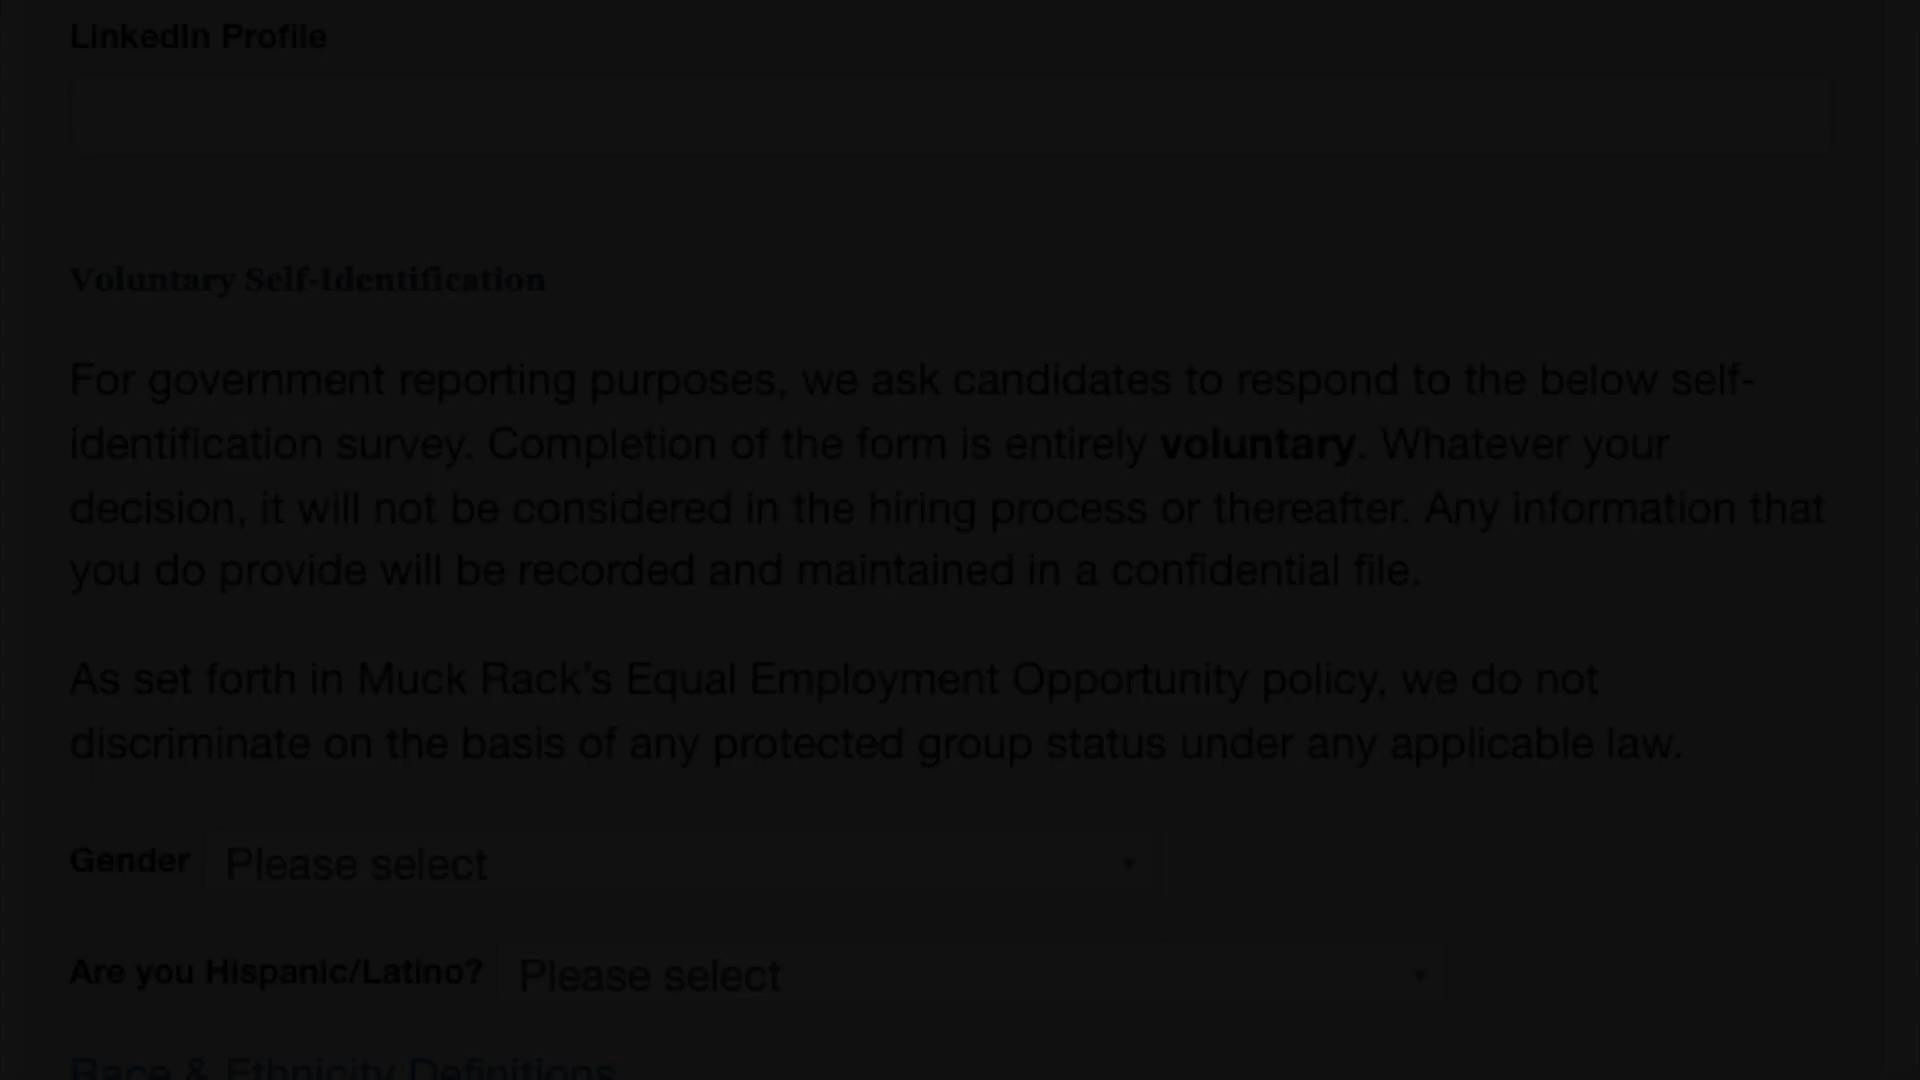 LinkedIn Profile
Voluntary Self-Identification
For government reporting purposes, we ask candidates to respond to the below self-
identification survey. Completion of the form is entirely voluntary. Whatever your
decision, it will not be considered in the hiring process or thereafter. Any information that
you do provide will be recorded and maintained in a confidential file.
As set forth in Muck Rack’s Equal Employment Opportunity policy, we do not
discriminate on the basis of any protected group status under any applicable law.
Gender Please select
Are you Hispanic/Latino? Please select
Race & Ethnicity Definitions